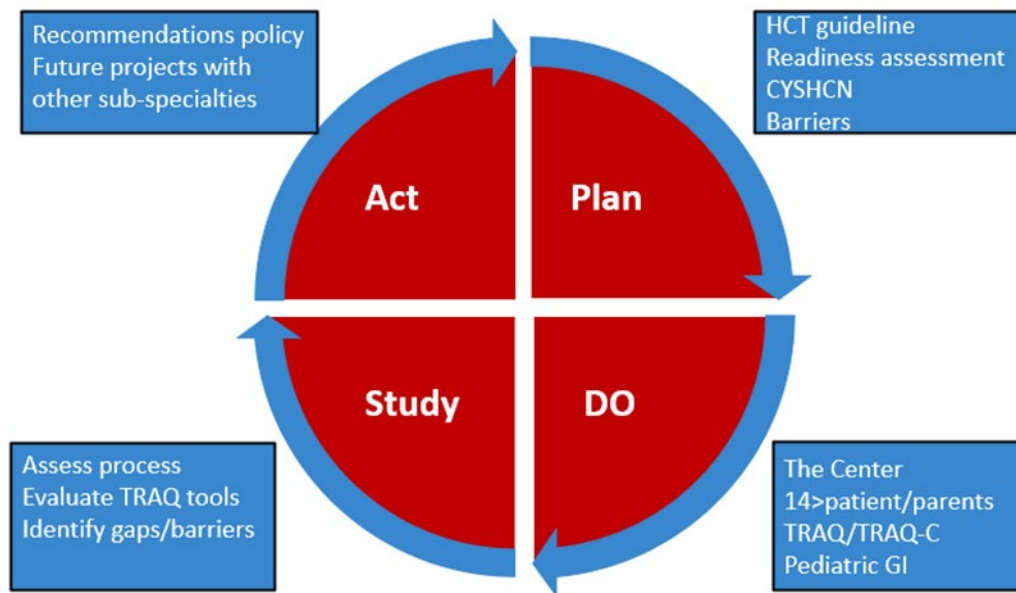 Recommendations policy
Future projects with
other sub-specialties
HCT guideline
Readiness assessment
CYSHCN
Barriers
Act
Plan
Study
DO
Assess process
Evaluate TRAQ tools
Identify gaps/barriers
The Center
14>patient/parents
TRAQ/TRAQ-C
Pediatric GI